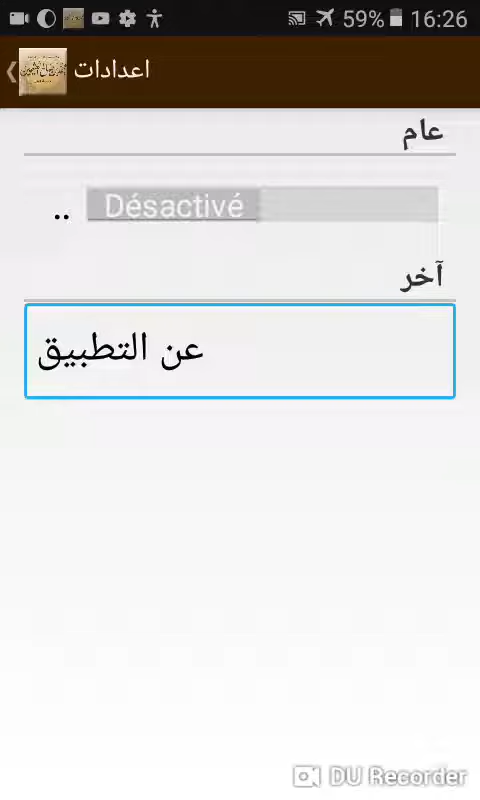 59% 16:26
اعدادات
عام
Désactivé ..
آخر
عن التطبيق
DU Recorder